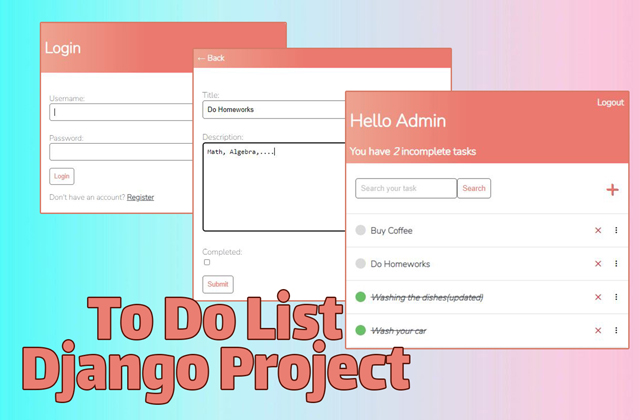 Login
Username:
Password:
Login
Don't have an account? Register
← Back
Title:
Do Homeworks
Description:
Math, Algebra,....
Completed:
Submit
Logout
Hello Admin
You have 2 incomplete tasks
Search your task
Search
+
Buy Coffee
Do Homeworks
Washing the dishes(updated)
Wash your car
To Do List
Django Project